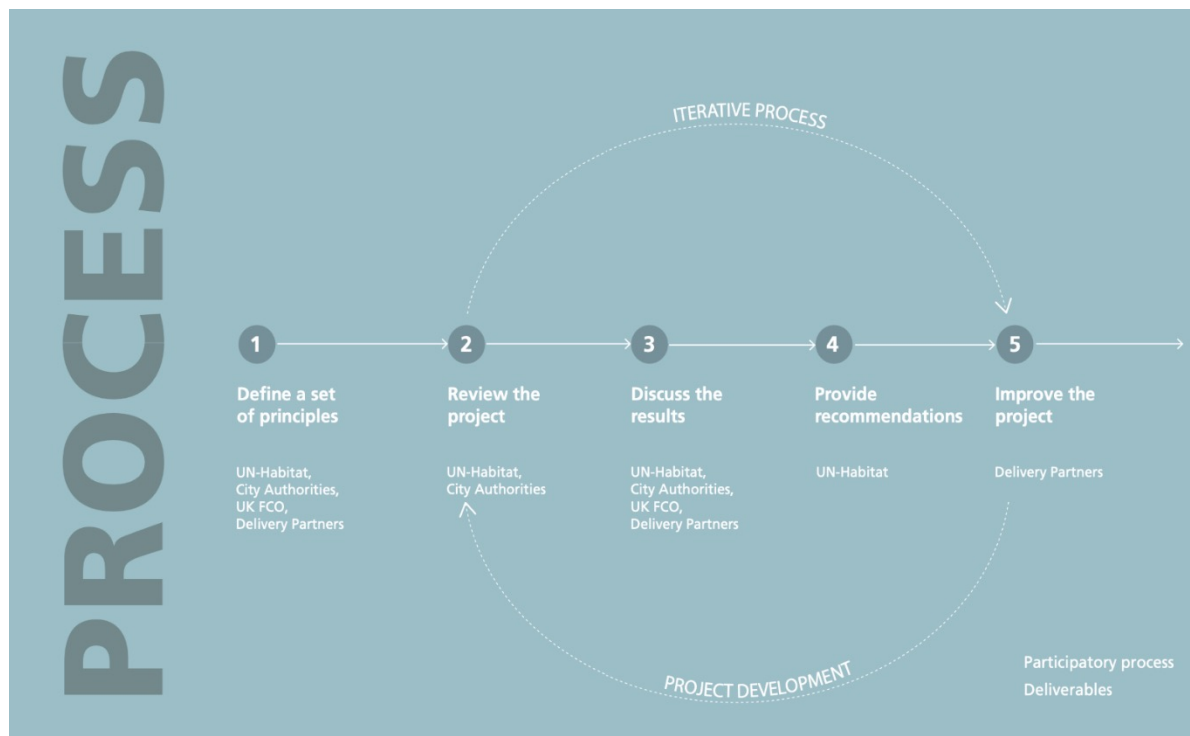 PROCESS
ITERATIVE PROCESS
1
2
3
4
5
Define a set
of principles
Review the
project
Discuss the
results
Provide
recommendations
Improve the
project
UN-Habitat,
City Authorities,
UK FCO,
Delivery Partners
UN-Habitat,
City Authorities
UN-Habitat,
City Authorities,
UK FCO,
Delivery Partners
UN-Habitat
Delivery Partners
PROJECT DEVELOPMENT
Participatory process
Deliverables